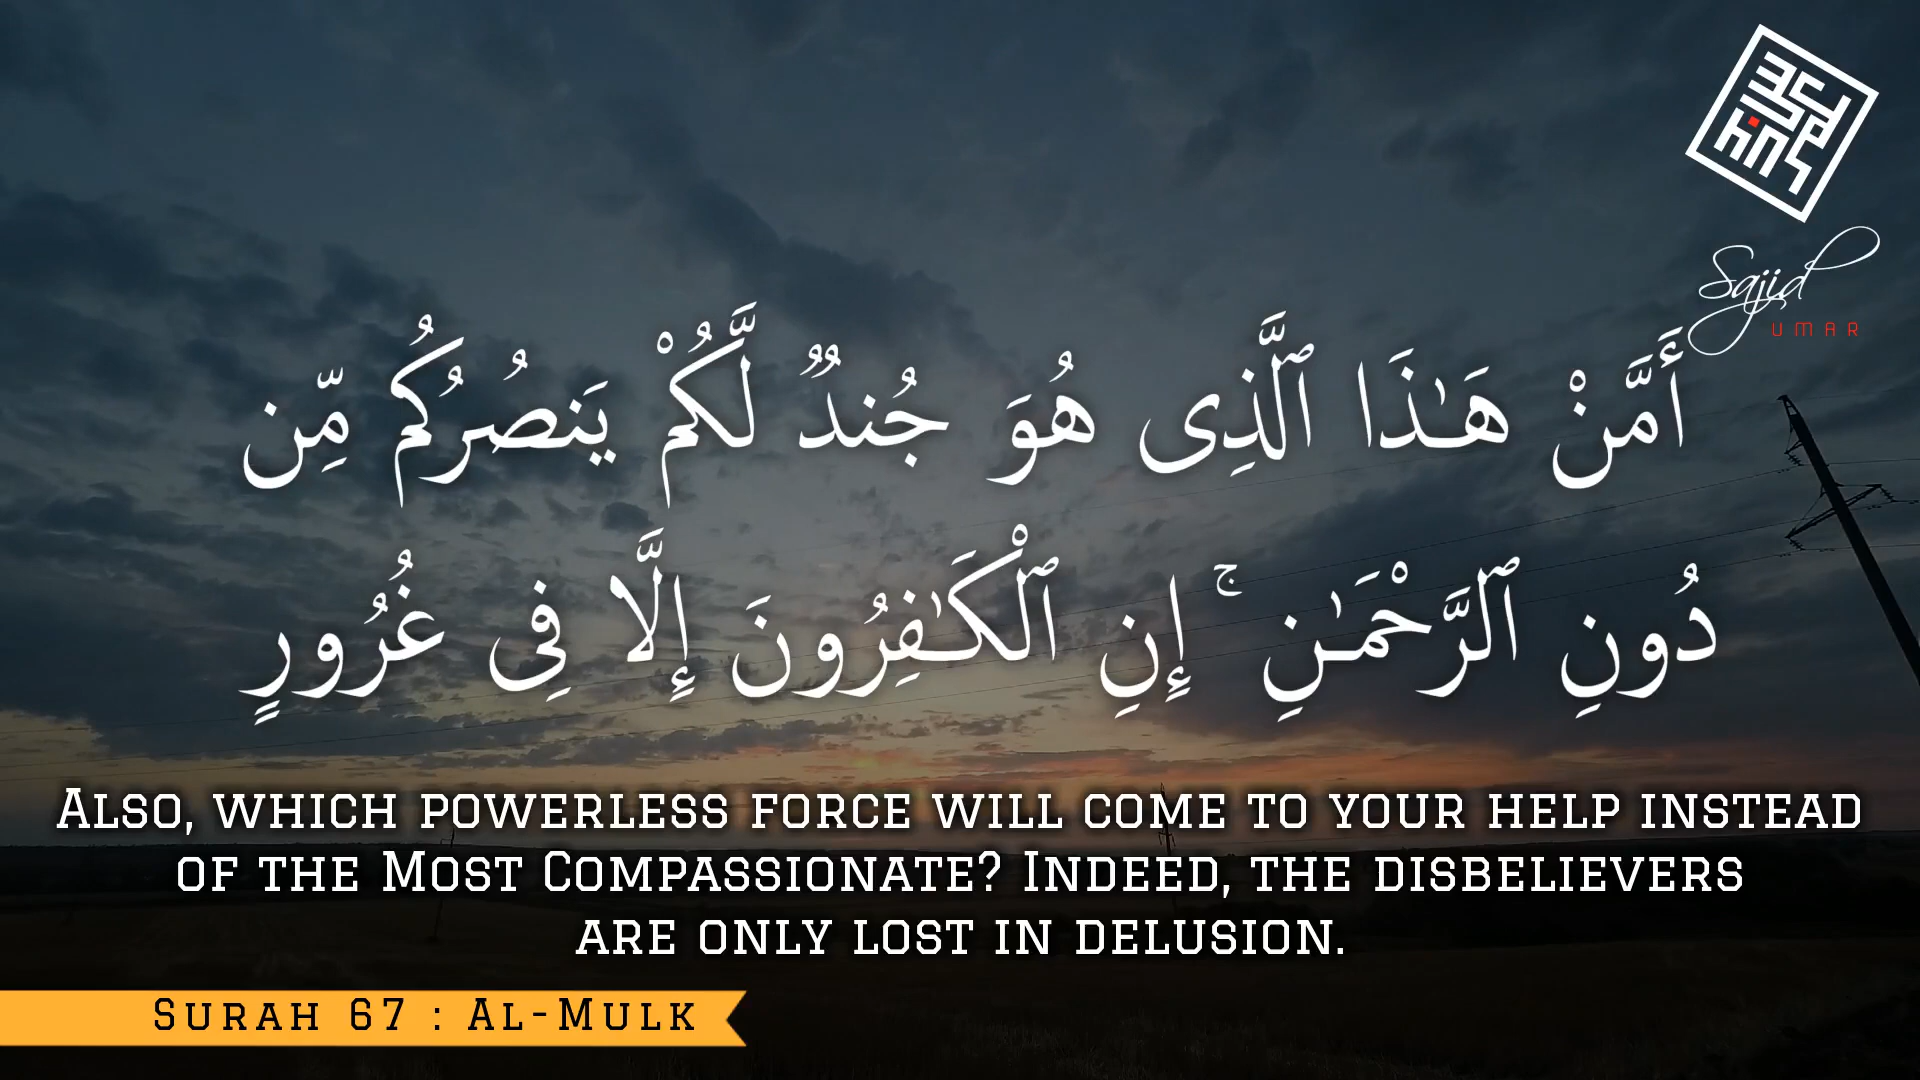 Sajid
UMAR
أَمَّنْ هَـٰذَا ٱلَّذِى هُوَ جُندٌ لَّكُمْ يَنصُرُكُم مِّن
دُونِ ٱلرَّحْمَـٰنِ ۚ إِنِ ٱلْكَـٰفِرُونَ إِلَّا فِى غُرُورٍ
Also, which powerless force will come to your help instead
of the Most Compassionate? Indeed, the disbelievers
are only lost in delusion.
Surah 67 : Al-Mulk